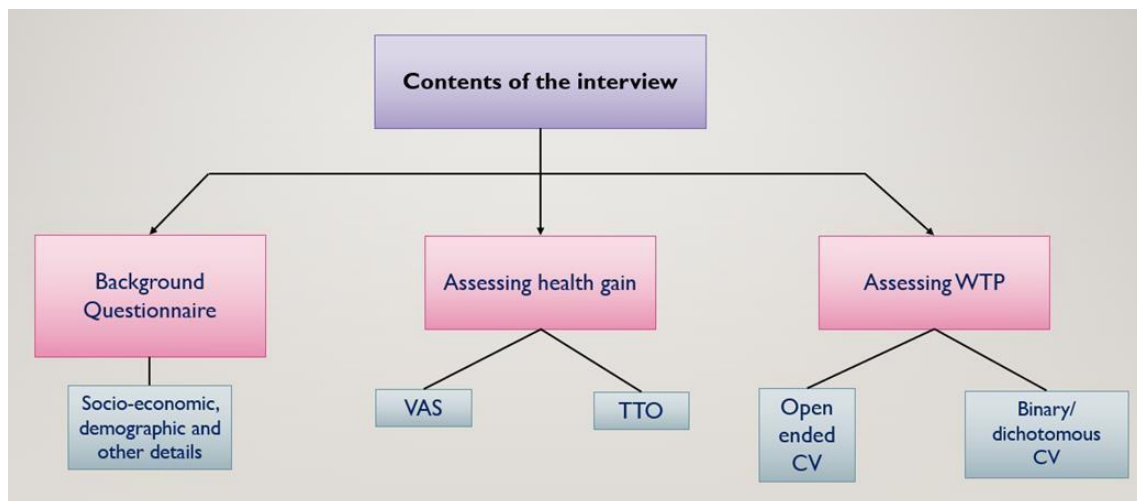 Contents of the interview
Background
Questionnaire
Assessing health gain
Assessing WTP
Socio-economic,
demographic and
other details
VAS
TTO
Open
ended
CV
Binary/
dichotomous
CV